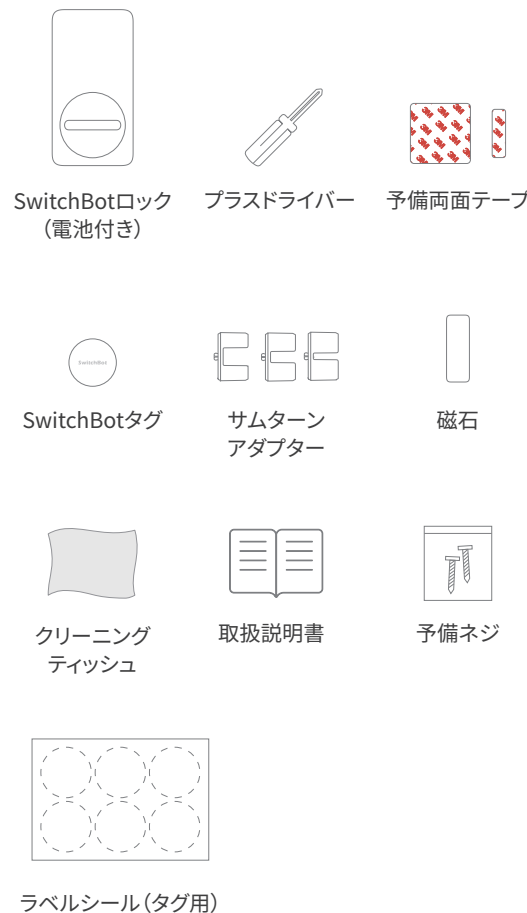 SwitchBotロック
（電池付き）
プラスドライバー
予備両面テープ
SwitchBot
SwitchBotタグ
サムターン
アダプター
磁石
クリーニング
ティッシュ
取扱説明書
予備ネジ
ラベルシール（タグ用）